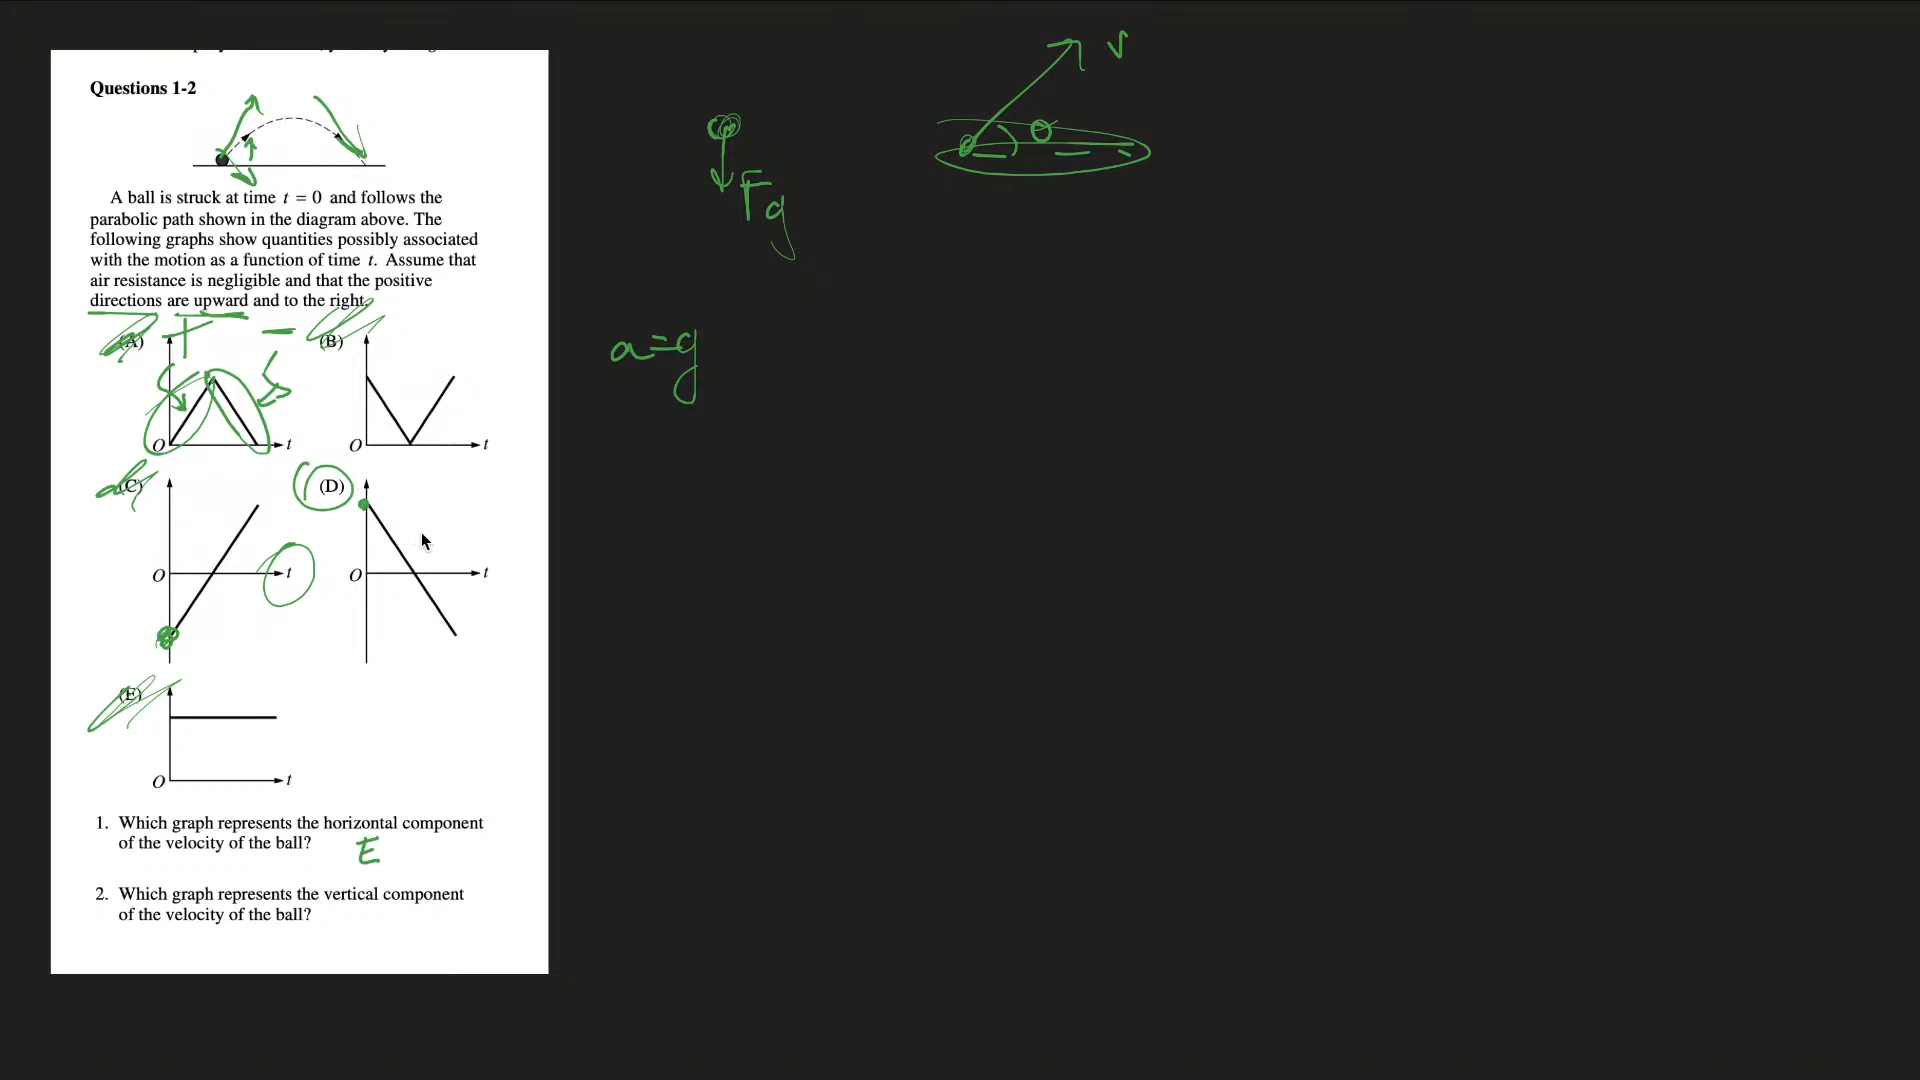 Questions 1-2
A ball is struck at time t = 0 and follows the
parabolic path shown in the diagram above. The
following graphs show quantities possibly associated
with the motion as a function of time t. Assume that
air resistance is negligible and that the positive
directions are upward and to the right.
(A)
+
-
(B)
O
t
O
t
(C)
(D)
O
t
O
t
(E)
O
t
1. Which graph represents the horizontal component
of the velocity of the ball?
E
2. Which graph represents the vertical component
of the velocity of the ball?
Fg
v
θ
a=g